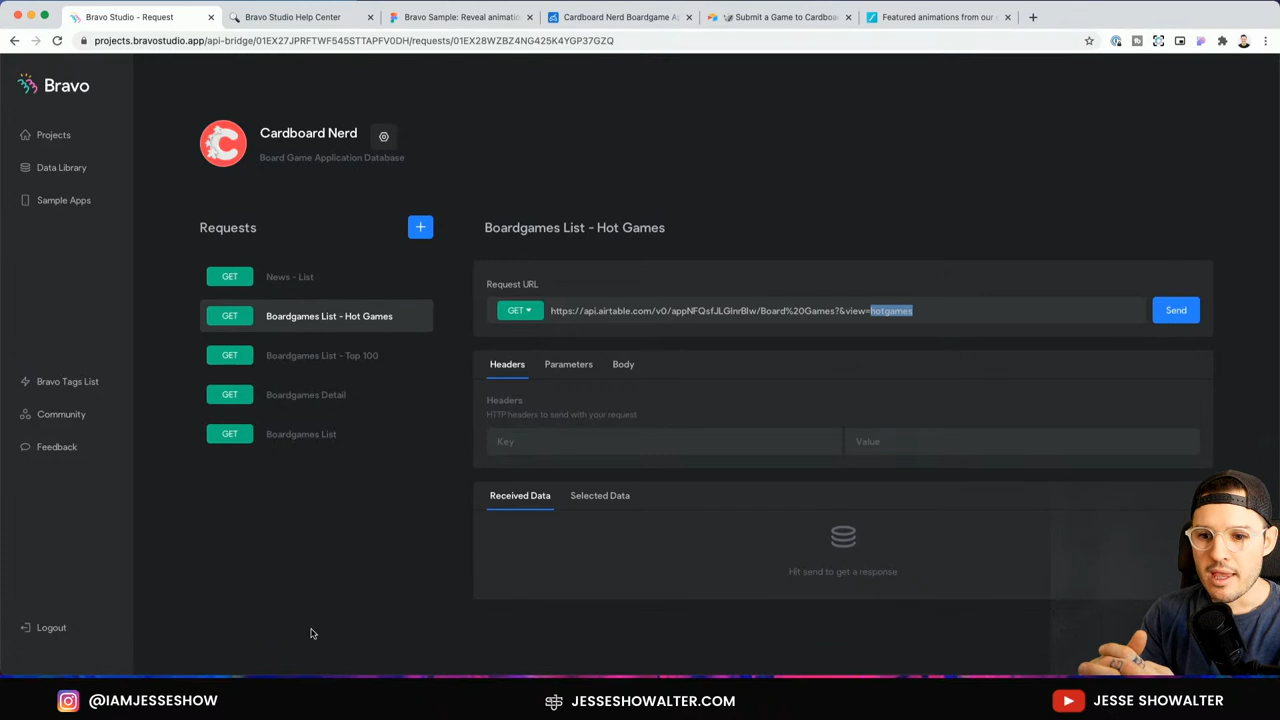 Bravo Studio - Request
Bravo Studio Help Center
Bravo Sample: Reveal animatio
Cardboard Nerd Boardgame Ap
Submit a Game to Cardboa
Featured animations from our c
projects.bravostudio.app/api-bridge/01EX27JPRFTWF545STTAPFV0DH/requests/01EX28WZBZ4NG425K4YGP37GZQ
Bravo
Projects
Data Library
Sample Apps
Bravo Tags List
Community
Feedback
Logout
Cardboard Nerd
Board Game Application Database
Requests
GET News - List
GET Boardgames List - Hot Games
GET Boardgames List - Top 100
GET Boardgames Detail
GET Boardgames List
Boardgames List - Hot Games
Request URL
GET https://api.airtable.com/v0/appNFQsfJLGlnrBIw/Board%20Games?&view=hotgames Send
Headers Parameters Body
Headers
HTTP headers to send with your request
Key Value
Received Data Selected Data
Hit send to get a response
@IAMJESSESHOW JESSESHOWALTER.COM JESSE SHOWALTER